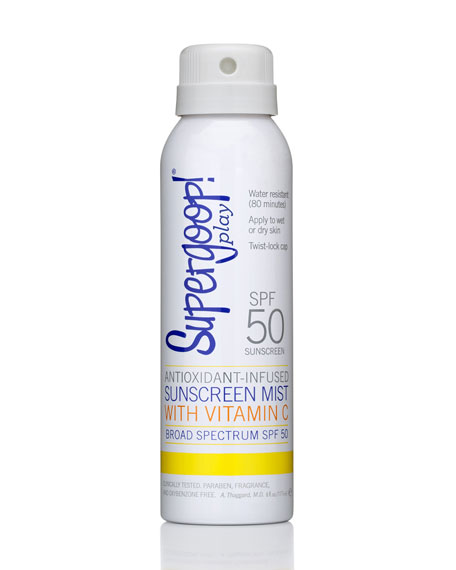 Supergoop!®
play
Water resistant
(80 minutes)
Apply to wet
or dry skin
Twist-lock cap
SPF
50
SUNSCREEN
ANTIOXIDANT-INFUSED
SUNSCREEN MIST
WITH VITAMIN C
BROAD SPECTRUM SPF 50
CLINICALLY TESTED. PARABEN, FRAGRANCE,
AND OXYBENZONE FREE.